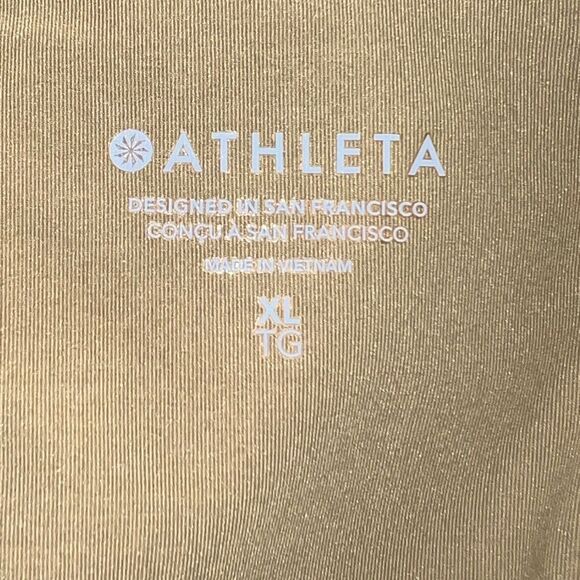 ATHLETA
DESIGNED IN SAN FRANCISCO
CONÇU À SAN FRANCISCO
MADE IN VIETNAM
XL
TG